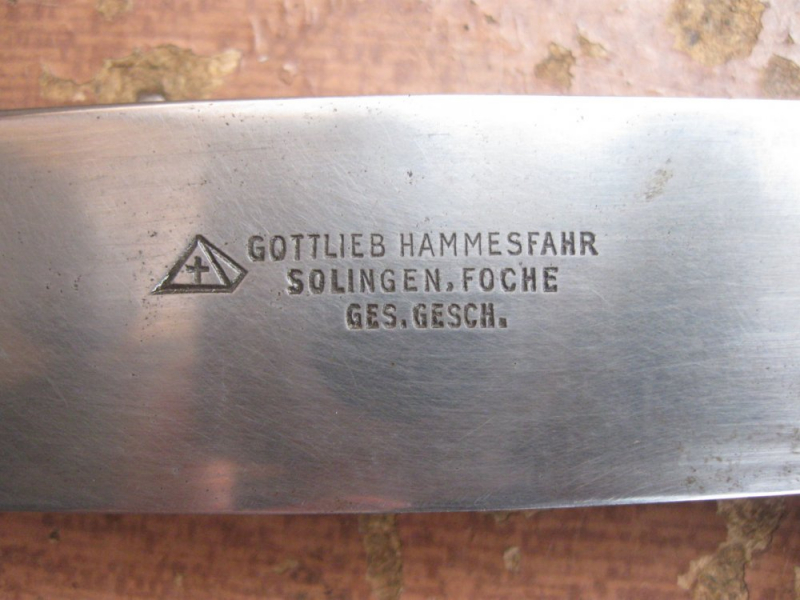 GOTTLIEB HAMMESFAHR
SOLINGEN, FOCHE
GES. GESCH.